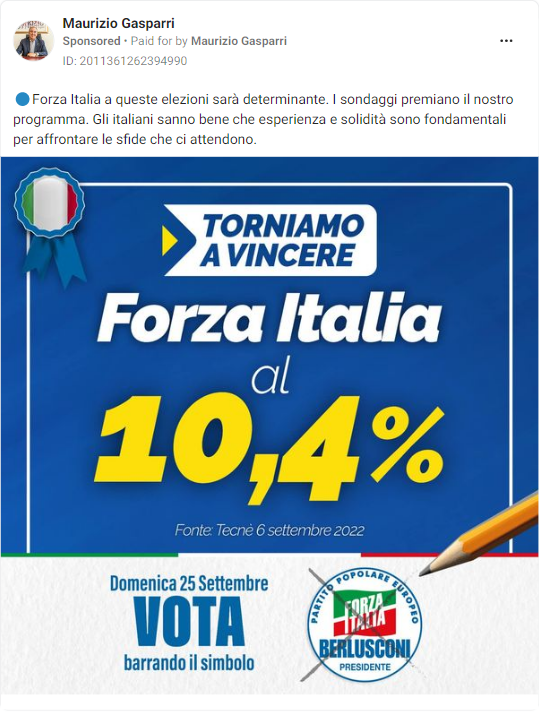 Maurizio Gasparri
Sponsored • Paid for by Maurizio Gasparri
ID: 2011361262394990
🔵Forza Italia a queste elezioni sarà determinante. I sondaggi premiano il nostro
programma. Gli italiani sanno bene che esperienza e solidità sono fondamentali
per affrontare le sfide che ci attendono.
TORNIAMO
A VINCERE
Forza Italia
al
10,4%
Fonte: Tecnè 6 settembre 2022
Domenica 25 Settembre
VOTA
barrando il simbolo
PARTITO POPOLARE EUROPEO
FORZA
ITALIA
BERLUSCONI
PRESIDENTE